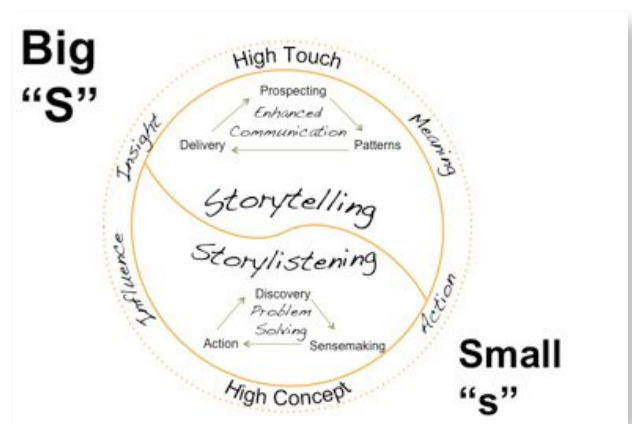 Big
“S”
High Touch
Prospecting
Enhanced
Communication
Delivery
Patterns
Insight
Meaning
Storytelling
Storylistening
Influence
Action
Discovery
Problem
Solving
Action
Sensemaking
High Concept
Small
“s”